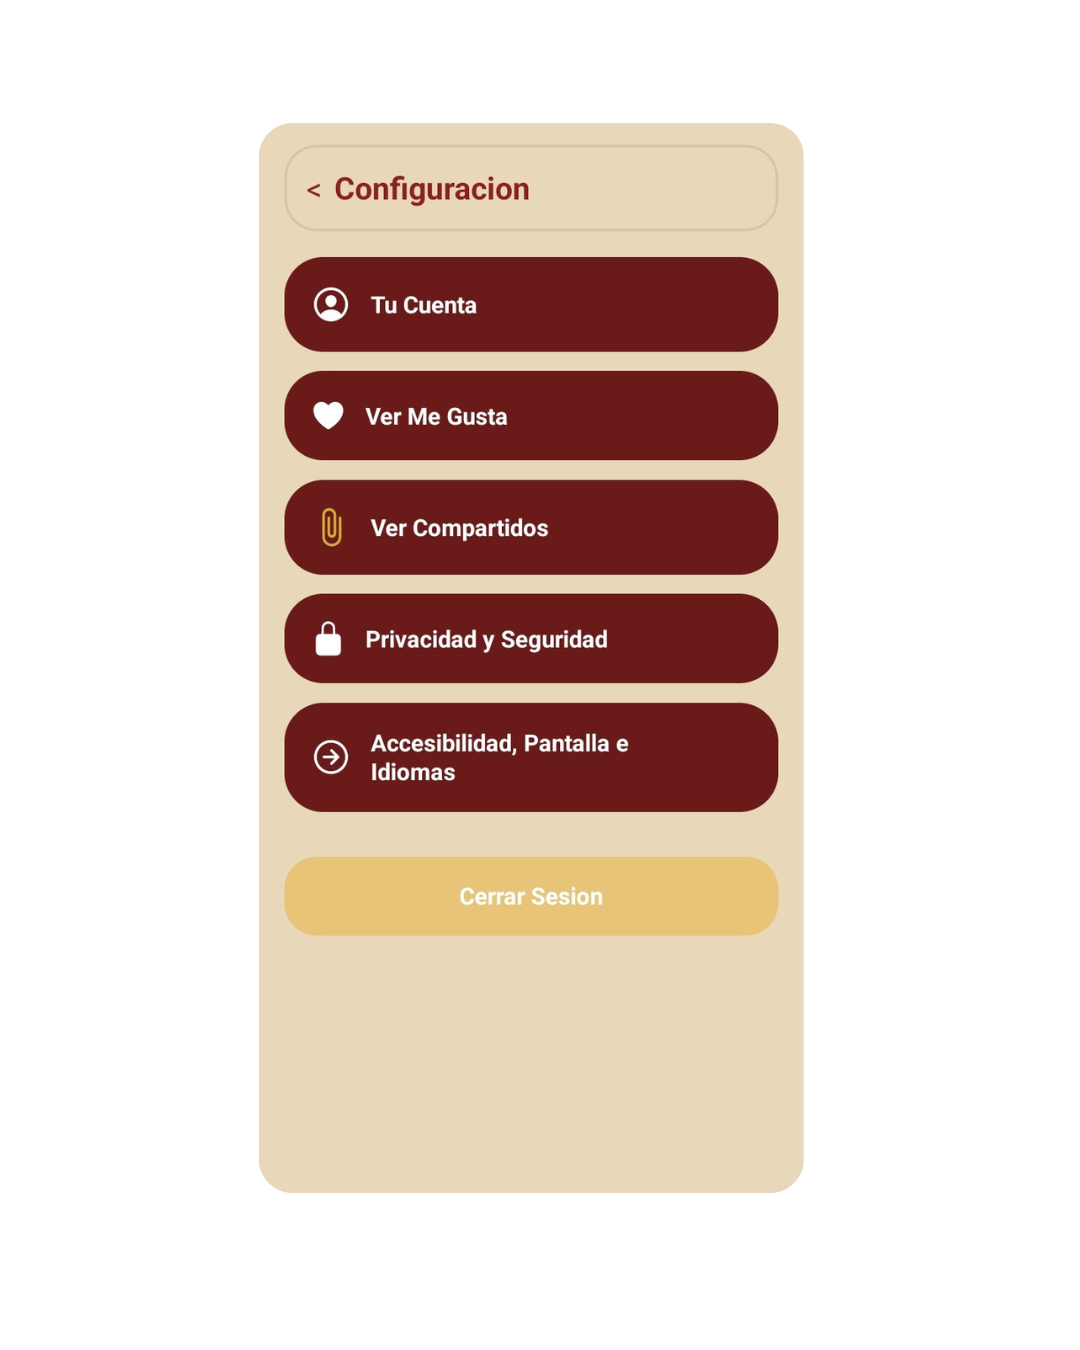 < Configuracion
Tu Cuenta
Ver Me Gusta
Ver Compartidos
Privacidad y Seguridad
Accesibilidad, Pantalla e
Idiomas
Cerrar Sesion